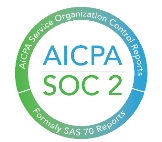 AICPA Service Organization Control Reports
AICPA
SOC 2
Formerly SAS 70 Reports